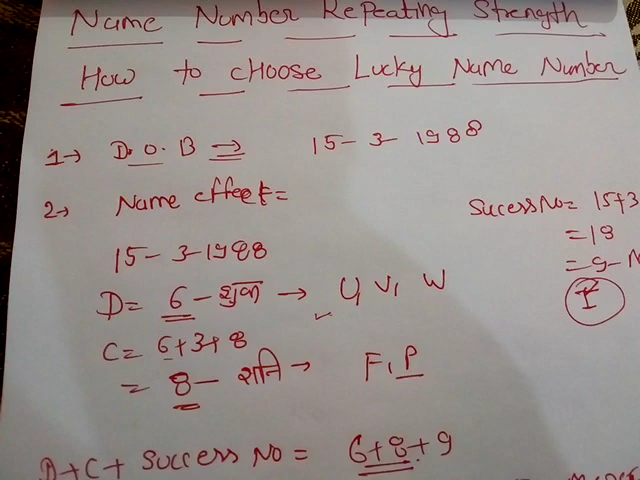 Name Number Repeating Strength
How to choose Lucky Name Number
1→ D.O.B ⇒ 15-3-1988
2→ Name effect=
15-3-1988
D= 6 – शुक्र → U, V, W
C= 6+3+8
= 8 – शनि → F, P
Sucess No= 15+3
=18
=9-
D+C+ Success No = 6+8+9